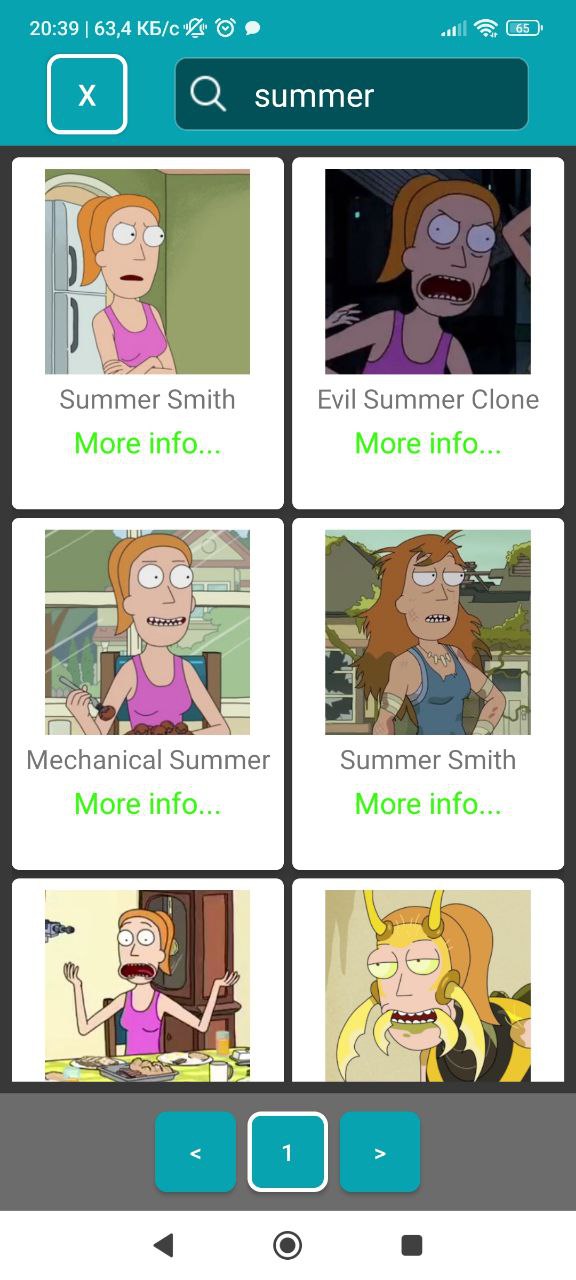 20:39 | 63,4 КБ/с
65
X
summer
Summer Smith
More info...
Evil Summer Clone
More info...
Mechanical Summer
More info...
Summer Smith
More info...
<
1
>